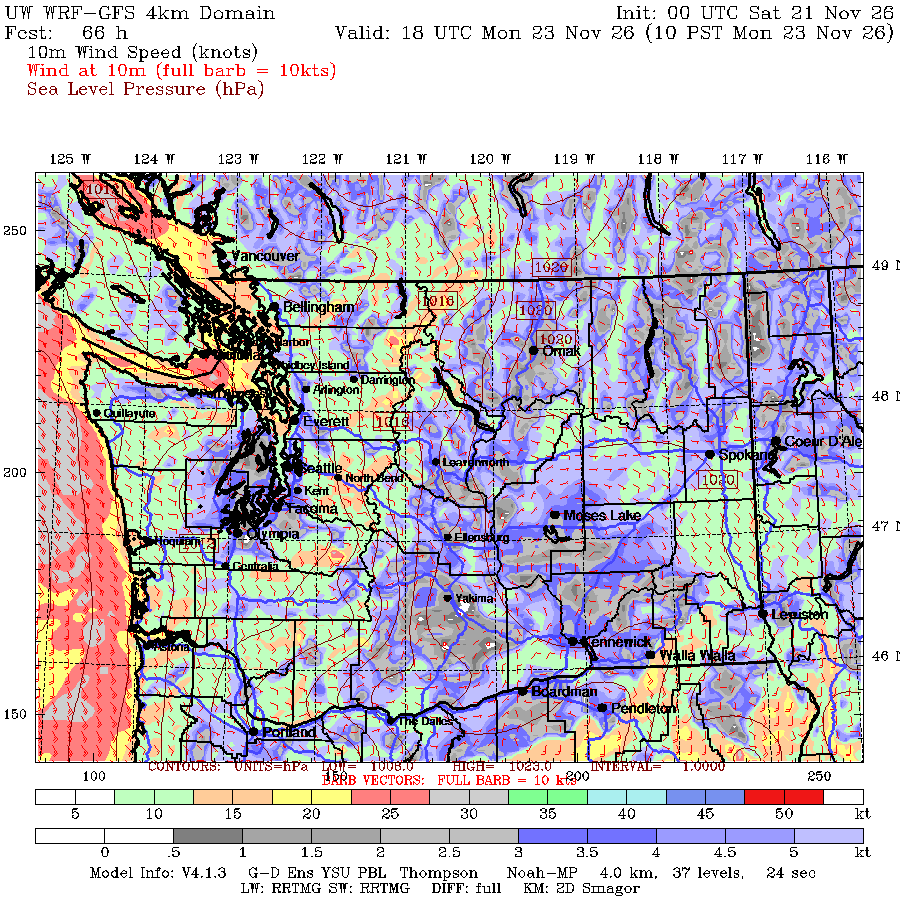 UW WRF-GFS 4km Domain Init: 00 UTC Sat 21 Nov 26
Fcst: 66 h Valid: 18 UTC Mon 23 Nov 26 (10 PST Mon 23 Nov 26)
10m Wind Speed (knots)
Wind at 10m (full barb = 10kts)
Sea Level Pressure (hPa)
125 W 124 W 123 W 122 W 121 W 120 W 119 W 118 W 117 W 116 W
250
Vancouver
49 N
1020
1016
Bellingham
1020
1020
Omak
Darrington
Arlington
48 N
Quillayute
Everett
1016
Coeur D'Ale
Spokane
Leavenworth
200
Seattle
North Bend
1020
Kent
Tacoma
Moses Lake
47 N
Olympia
Hoquiam
Ellensburg
Centralia
Yakima
Lewiston
Kennewick
Astoria
Walla Walla
46 N
Boardman
Pendleton
150
The Dalles
Portland
CONTOURS: UNITS=hPa LOW= 1008.0 HIGH= 1023.0 INTERVAL= 1.0000
100 150 200 250
BARB VECTORS: FULL BARB = 10 kts
5 10 15 20 25 30 35 40 45 50 kt
0 .5 1 1.5 2 2.5 3 3.5 4 4.5 5 kt
Model Info: V4.1.3 G-D Ens YSU PBL Thompson Noah-MP 4.0 km, 37 levels, 24 sec
LW: RRTMG SW: RRTMG DIFF: full KM: 2D Smagor